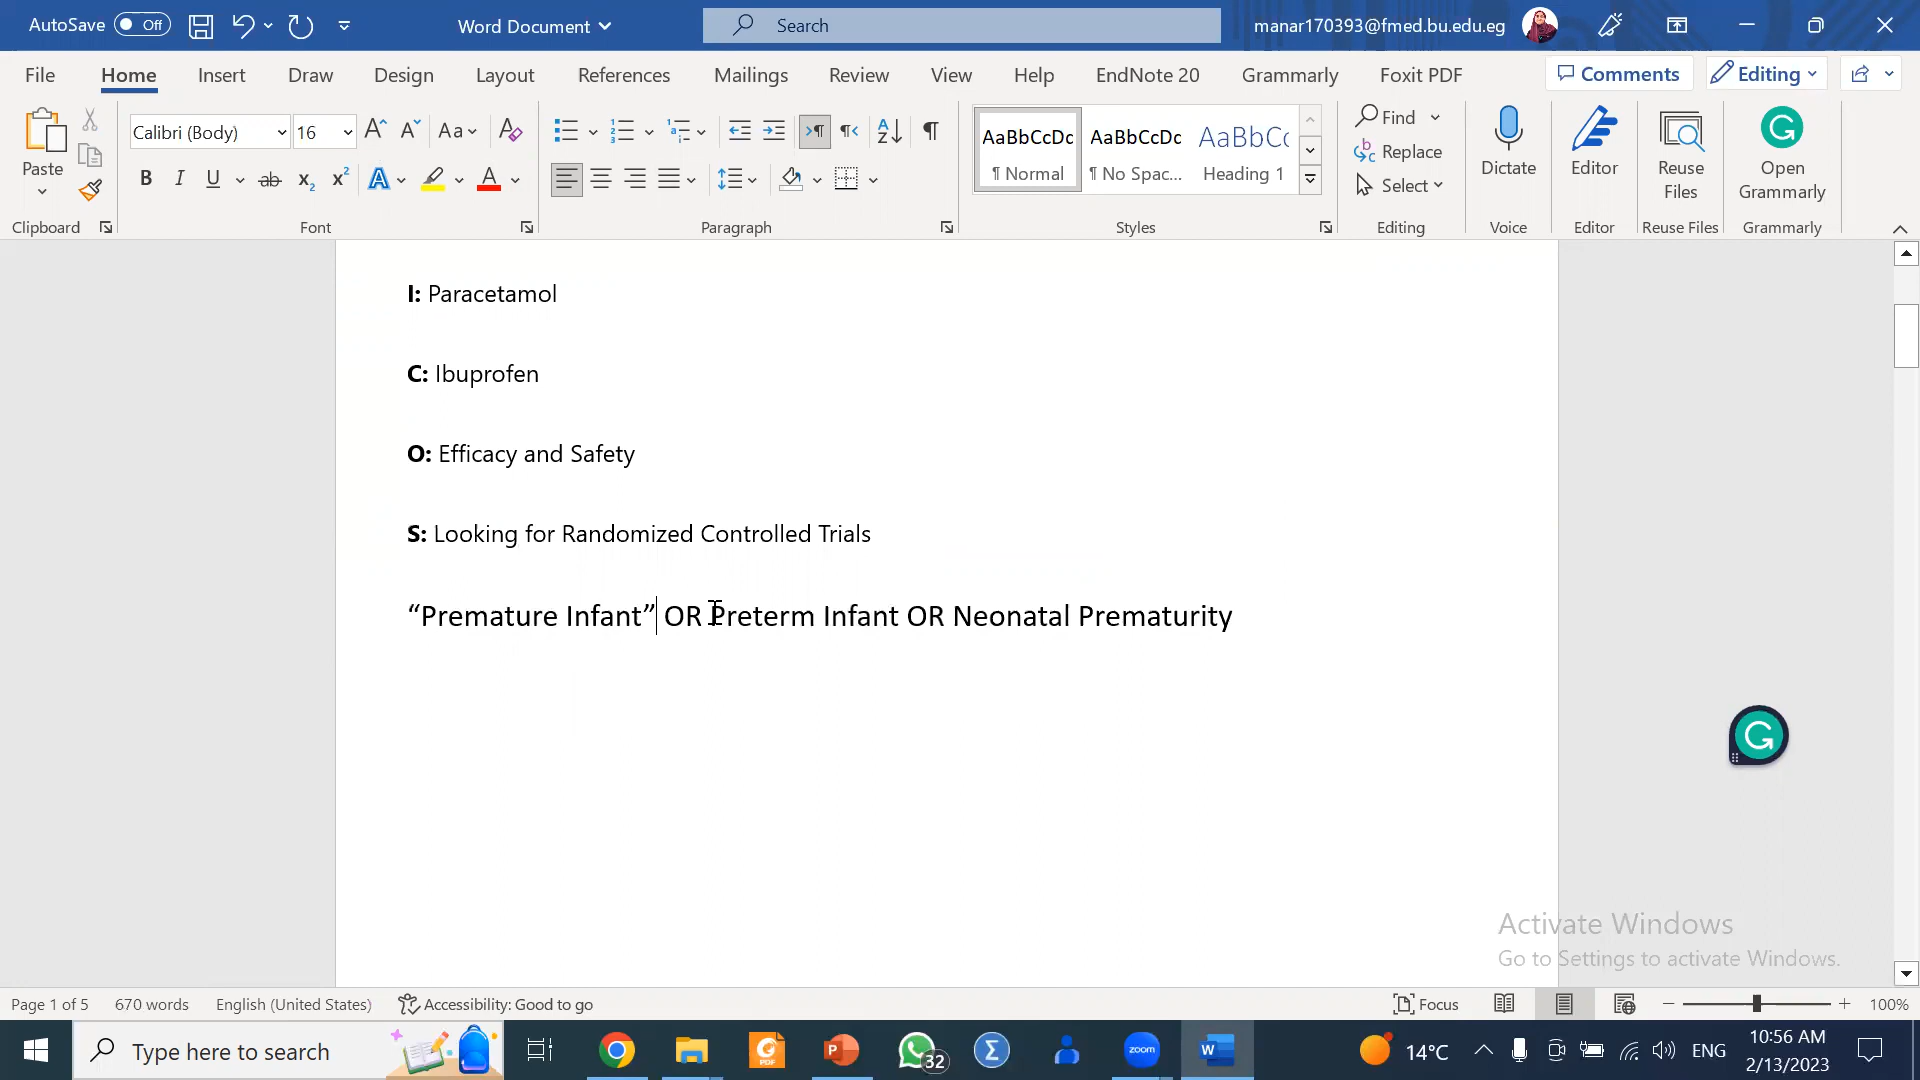 AutoSave Off Word Document Search manar170393@fmed.bu.edu.eg
File Home Insert Draw Design Layout References Mailings Review View Help EndNote 20 Grammarly Foxit PDF Comments Editing
Calibri (Body) 16 Aa AaBbCcDc AaBbCcDc AaBbCc Find
Paste B I U ab x₂ x² A A ¶ Normal ¶ No Spac... Heading 1 Replace Select Dictate Editor Reuse Files Open Grammarly
Clipboard Font Paragraph Styles Editing Voice Editor Reuse Files Grammarly
I: Paracetamol
C: Ibuprofen
O: Efficacy and Safety
S: Looking for Randomized Controlled Trials
“Premature Infant” OR Preterm Infant OR Neonatal Prematurity
Activate Windows
Go to Settings to activate Windows.
Page 1 of 5 670 words English (United States) Accessibility: Good to go Focus 100%
Type here to search 32 zoom 14°C ENG 10:56 AM
2/13/2023